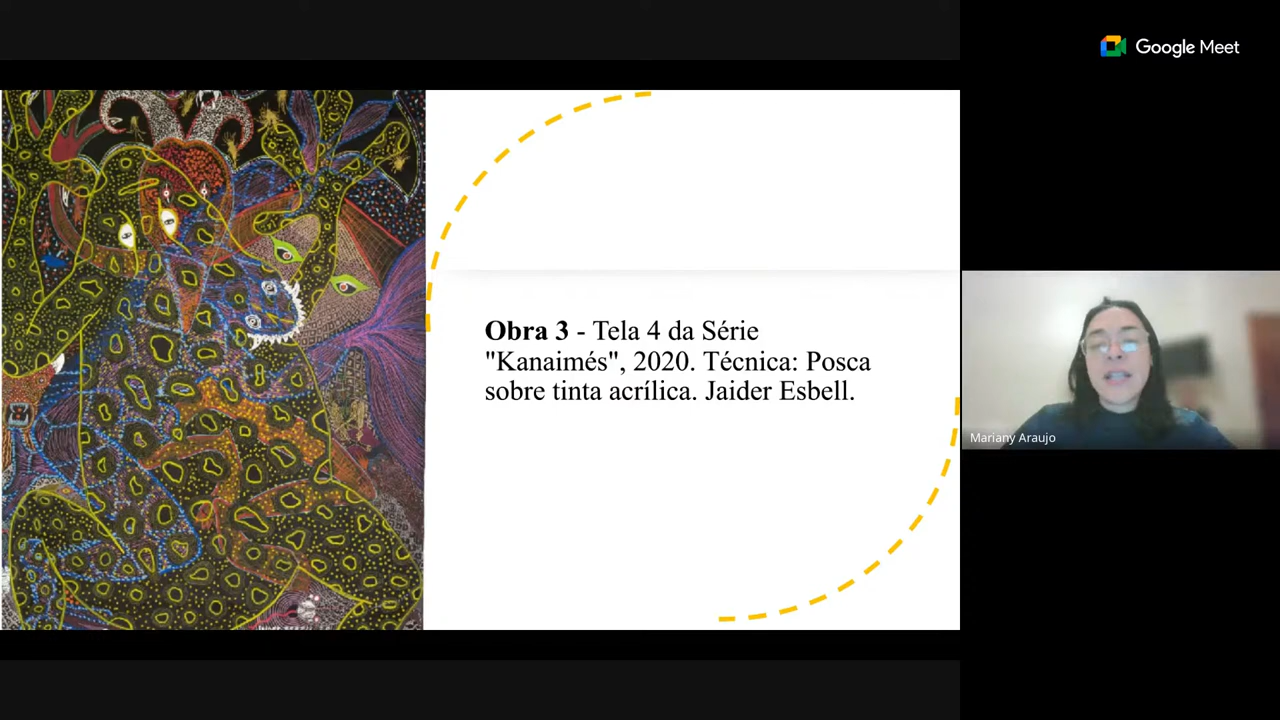 Google Meet
Obra 3 - Tela 4 da Série
"Kanaimés", 2020. Técnica: Posca
sobre tinta acrílica. Jaider Esbell.
Mariany Araujo